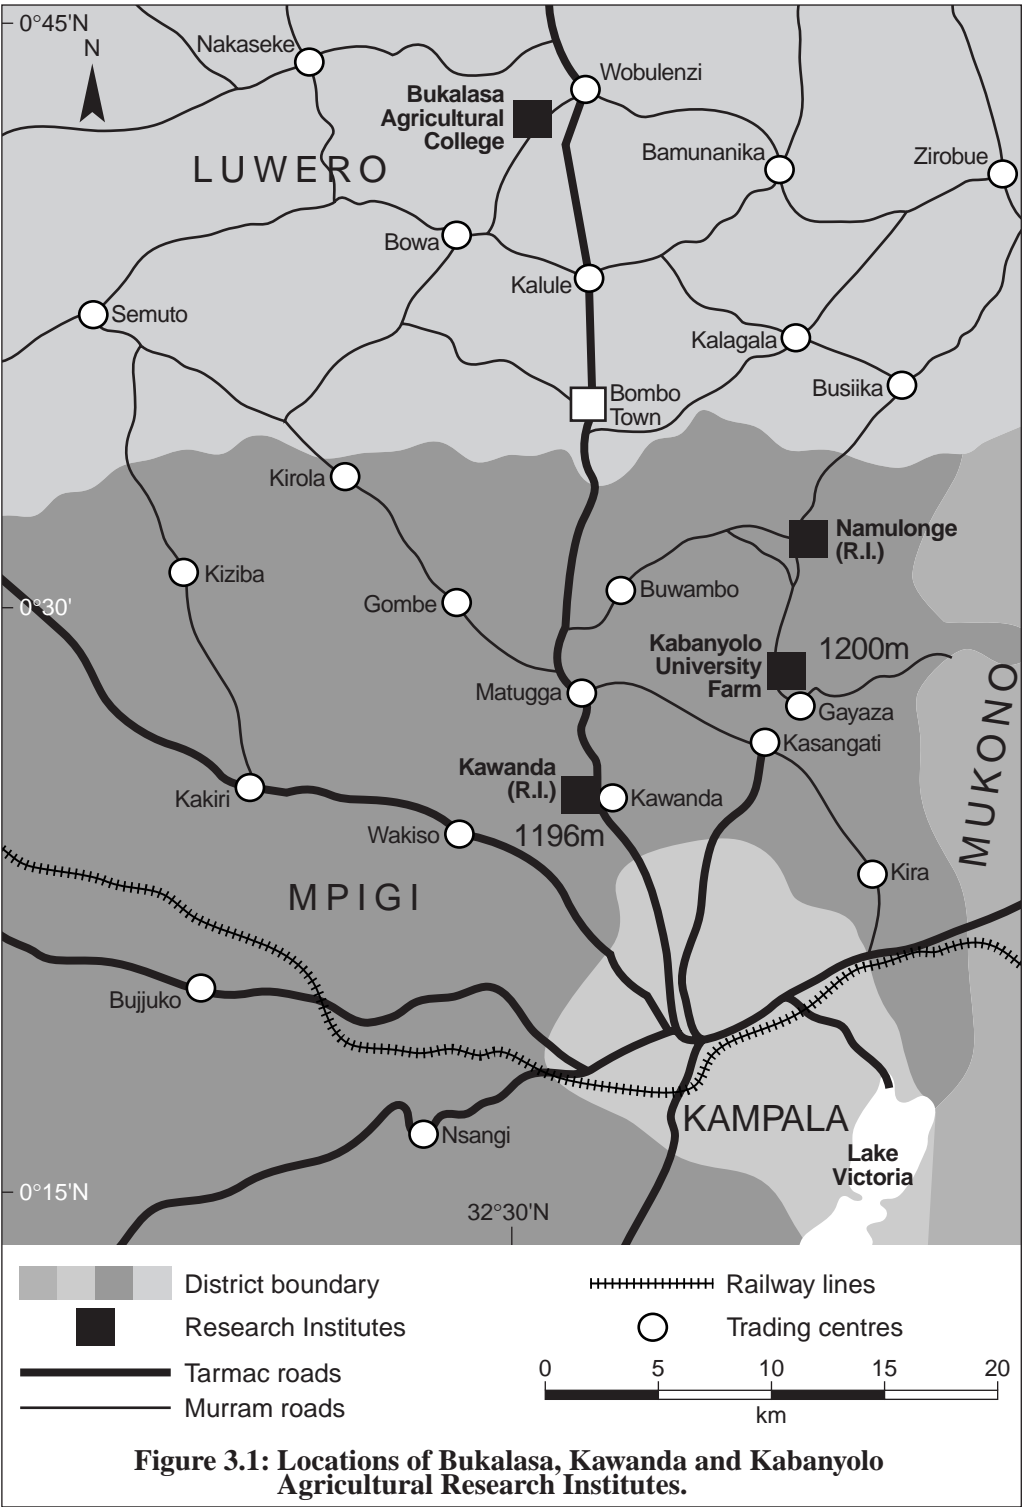 0°45'N
N
Nakaseke
Wobulenzi
Bukalasa
Agricultural
College
Bamunanika
Zirobue
LUWERO
Bowa
Kalule
Semuto
Kalagala
Busiika
Bombo
Town
Kirola
Namulonge
(R.I.)
Kiziba
Buwambo
Gombe
0°30'
Kabanyolo
University
Farm
1200m
Matugga
Gayaza
Kasangati
MUKONO
Kawanda
(R.I.)
Kawanda
Kakiri
Wakiso
1196m
Kira
MPIGI
Bujjuko
KAMPALA
Nsangi
Lake
Victoria
0°15'N
32°30'N
District boundary
Railway lines
Research Institutes
Trading centres
Tarmac roads
0 5 10 15 20
Murram roads
km
Figure 3.1: Locations of Bukalasa, Kawanda and Kabanyolo
Agricultural Research Institutes.